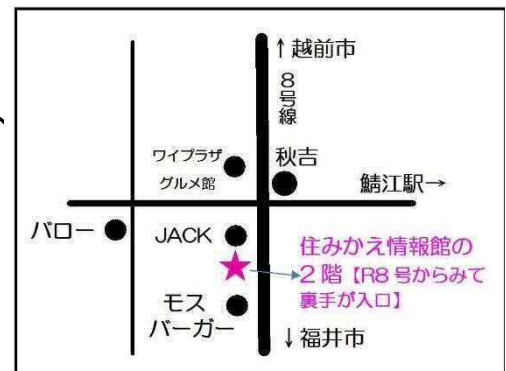 ↑越前市
8号線
ワイプラザ
グルメ館
秋吉
鯖江駅→
バロー
JACK
住みかえ情報館の
2階【R8号からみて
裏手が入口】
モス
バーガー
↓福井市